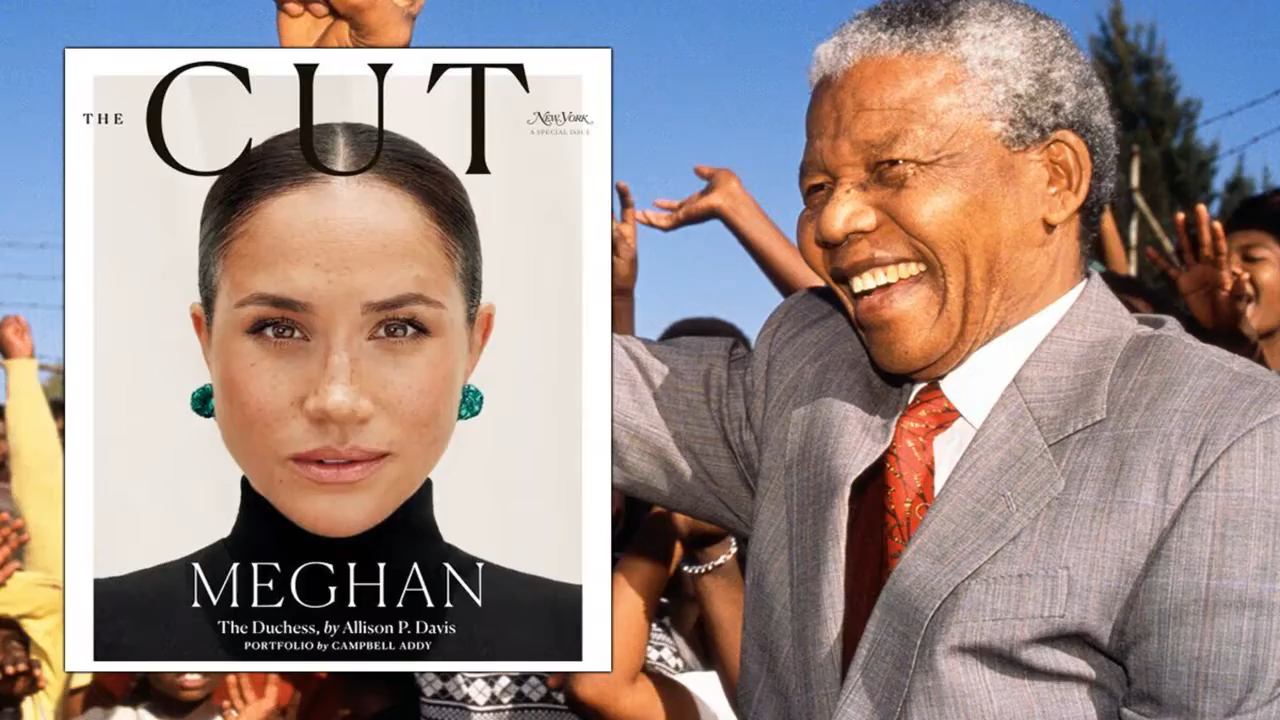 THE CUT
New York
A SPECIAL ISSUE
MEGHAN
The Duchess, by Allison P. Davis
PORTFOLIO by CAMPBELL ADDY